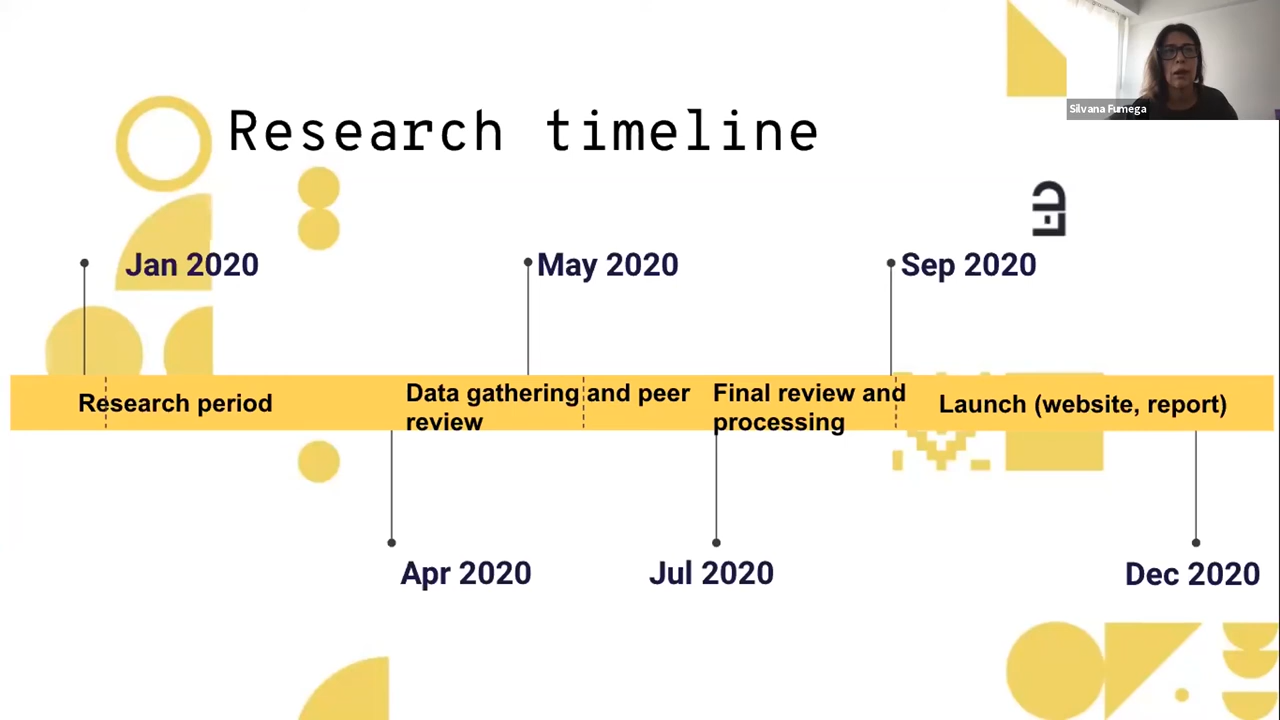 Silvana Fumega
Research timeline
Jan 2020
May 2020
Sep 2020
Research period
Data gathering and peer
review
Final review and
processing
Launch (website, report)
Apr 2020
Jul 2020
Dec 2020